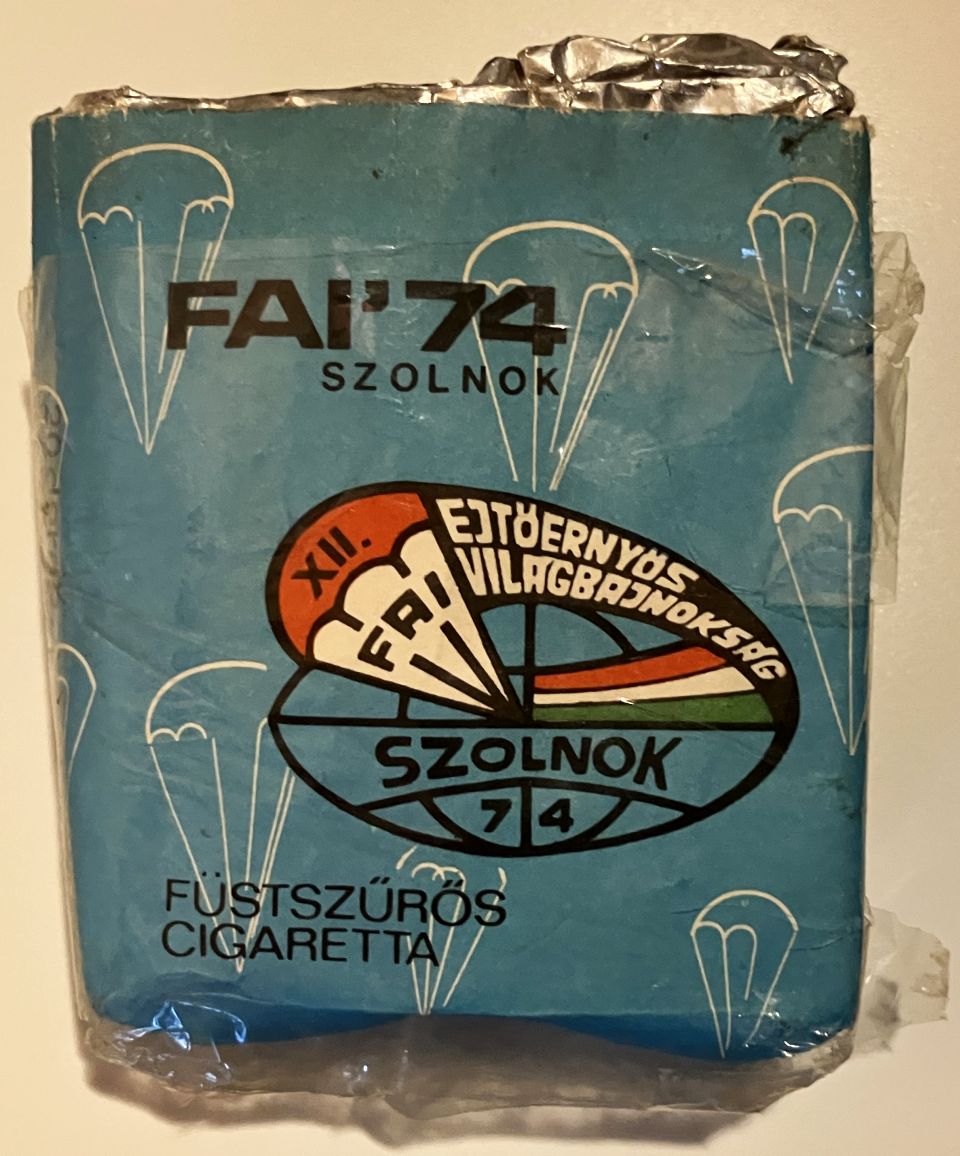 FAI'74
SZOLNOK
XII.
FAI
EJTŐERNYŐS
VILÁGBAJNOKSÁG
SZOLNOK
74
FÜSTSZŰRŐS
CIGARETTA